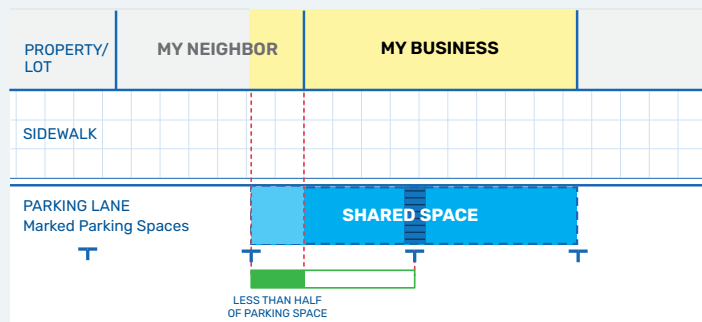 PROPERTY/
LOT
MY NEIGHBOR
MY BUSINESS
SIDEWALK
PARKING LANE
Marked Parking Spaces
SHARED SPACE
LESS THAN HALF
OF PARKING SPACE